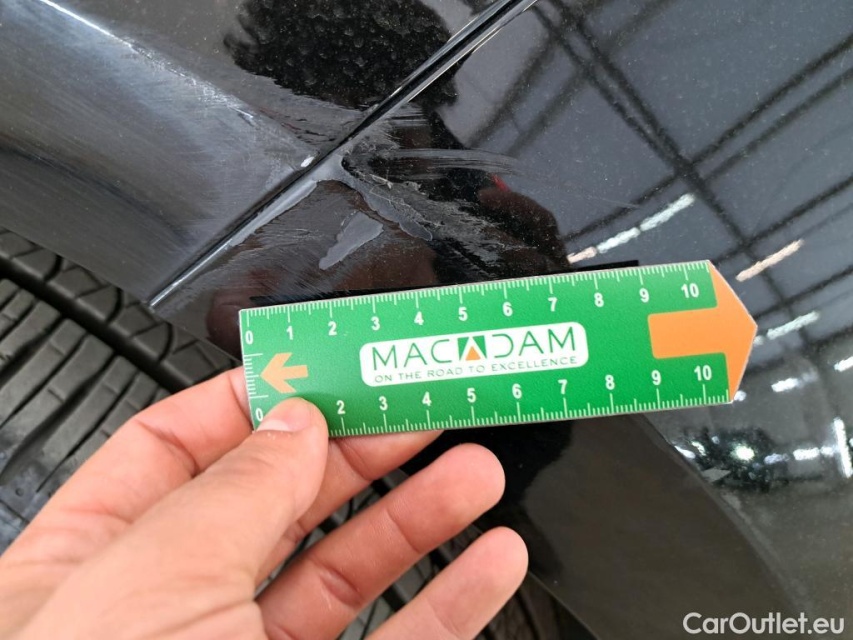 0 1 2 3 4 5 6 7 8 9 10
MACADAM
ON THE ROAD TO EXCELLENCE
0 2 3 4 5 6 7 8 9 10
CarOutlet.eu